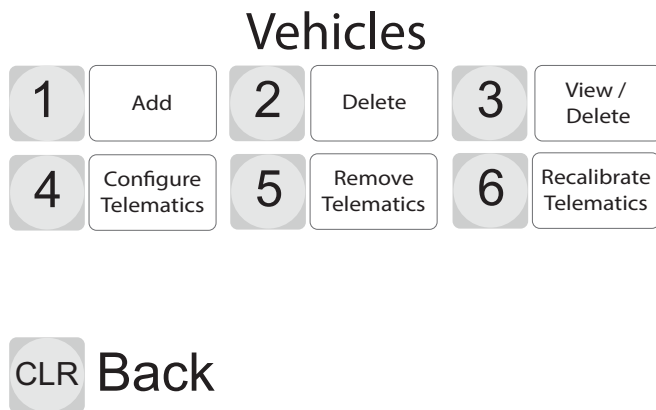 Vehicles
1 Add 2 Delete 3 View /
Delete
4 Configure
Telematics 5 Remove
Telematics 6 Recalibrate
Telematics
CLR Back